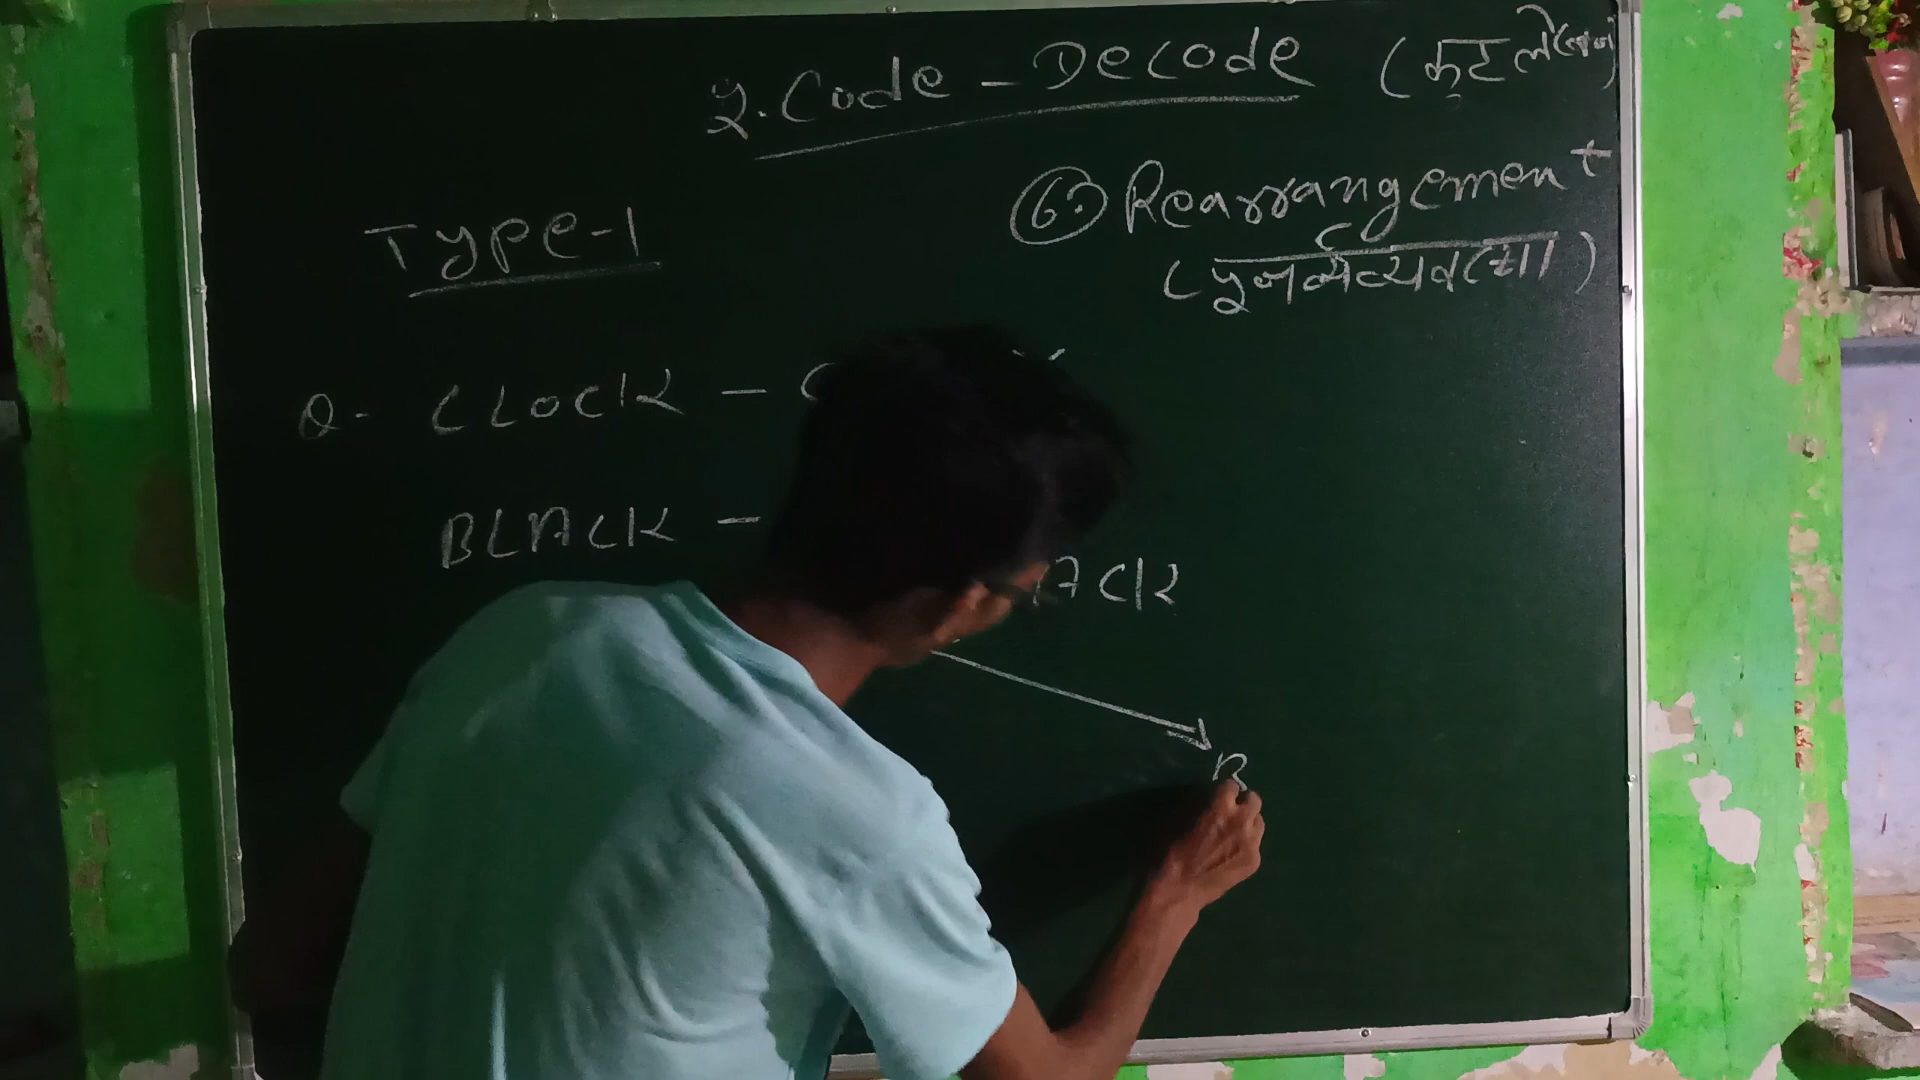 2. Code - Decode (कूटलेखन)
6. Rearrangement
(पुनर्व्यवस्था)
Type-1
Q- CLOCK - C
BLACK -
ACK
B